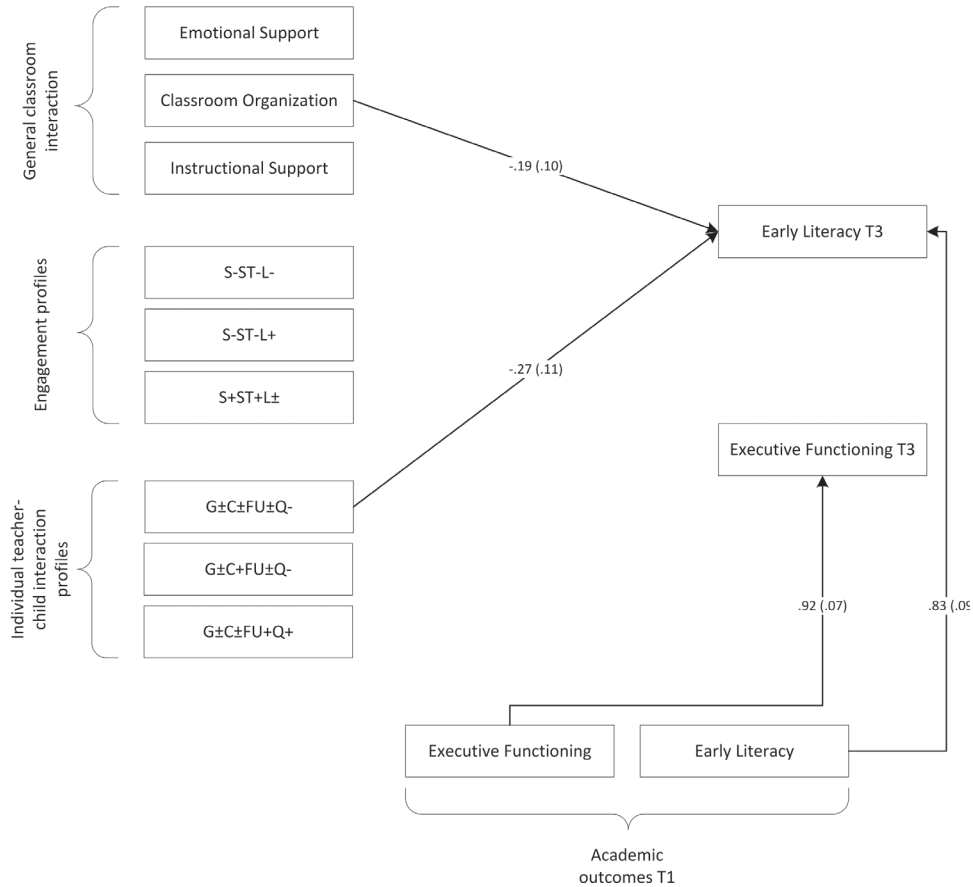 General classroom
interaction
Emotional Support
Classroom Organization
Instructional Support
-.19 (.10)
Early Literacy T3
Engagement profiles
S-ST-L-
S-ST-L+
S+ST+L±
-.27 (.11)
Executive Functioning T3
Individual teacher-
child interaction
profiles
G±C±FU±Q-
G±C+FU±Q-
G±C±FU+Q+
.92 (.07)
.83 (.09
Executive Functioning
Early Literacy
Academic
outcomes T1